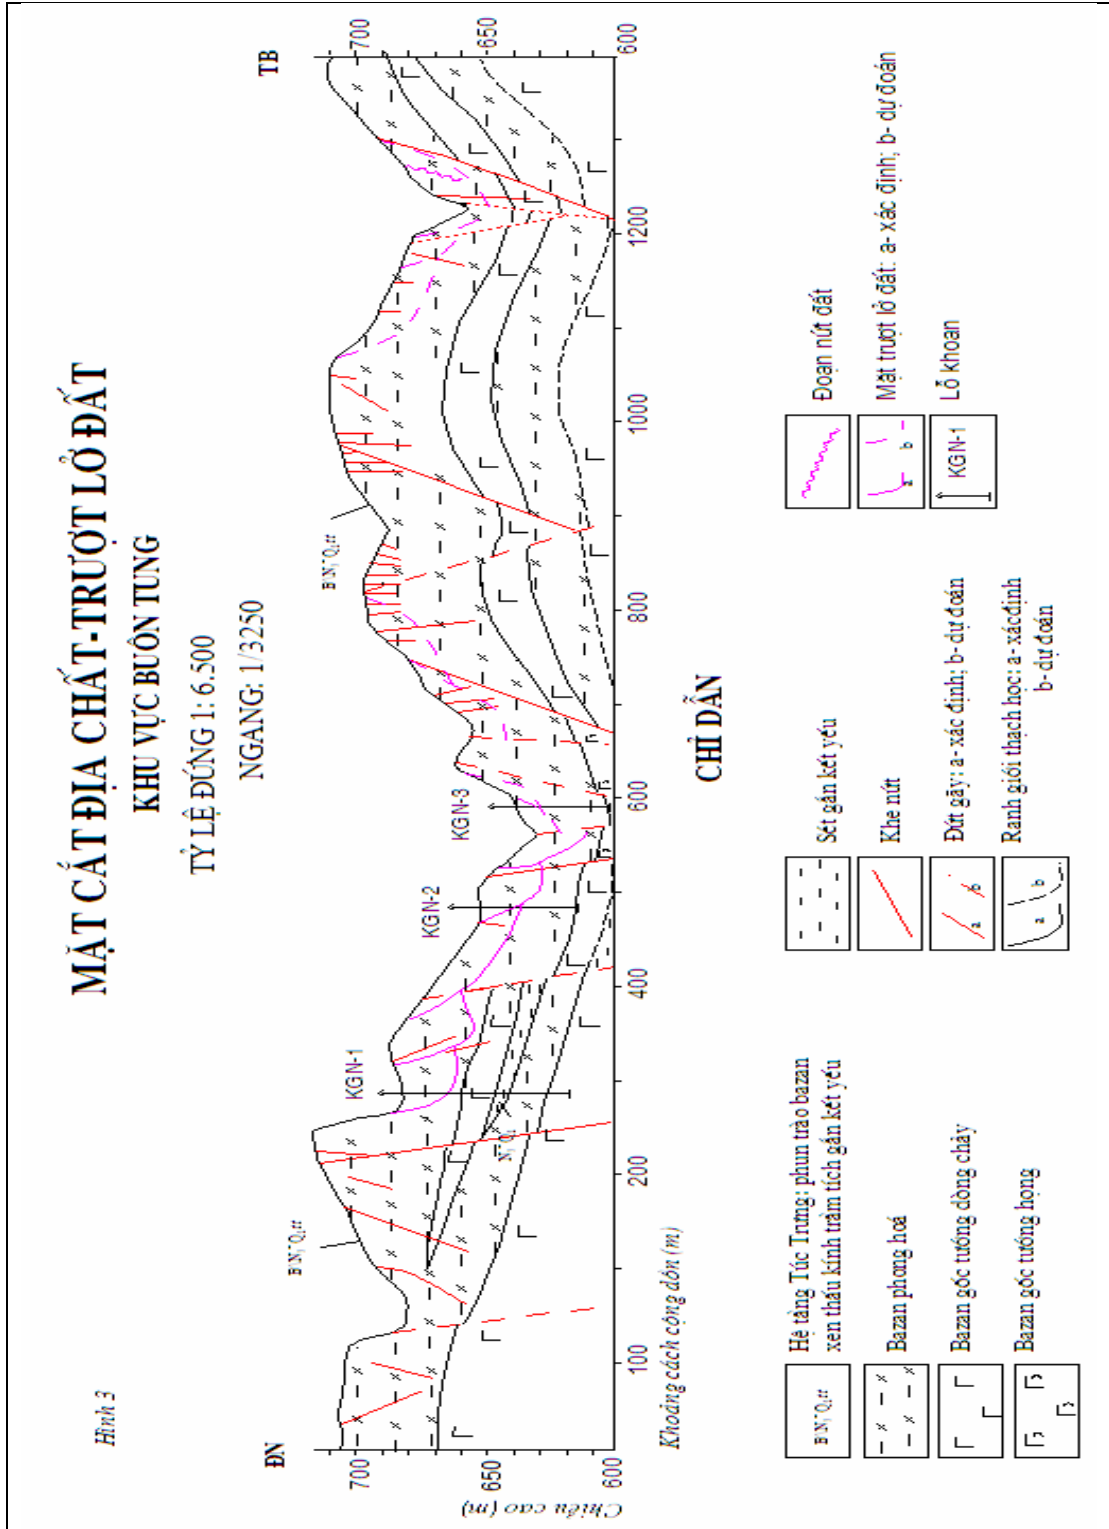 Hình 3
MẶT CẮT ĐỊA CHẤT-TRƯỢT LỞ ĐẤT
KHU VỰC BUÔN TUNG
TỶ LỆ ĐỨNG 1: 6.500
NGANG: 1/3250
ĐN
TB
Chiều cao (m)
700
650
600
700
650
600
KGN-1
KGN-2
KGN-3
100
200
400
600
800
1000
1200
Khoảng cách cộng dồn (m)
CHỈ DẪN
Hệ tầng Túc Trưng: phun trào bazan
xen thấu kính trầm tích gắn kết yếu
Bazan phong hoá
Bazan gốc tướng dòng chảy
Bazan gốc tướng họng
Sét gắn kết yếu
Khe nứt
a
b
Đứt gãy: a- xác định; b- dự đoán
a
b
Ranh giới thạch học: a- xác định
b- dự đoán
Đoạn nứt đất
a
b
Mặt trượt lở đất: a- xác định; b- dự đoán
KGN-1
Lỗ khoan